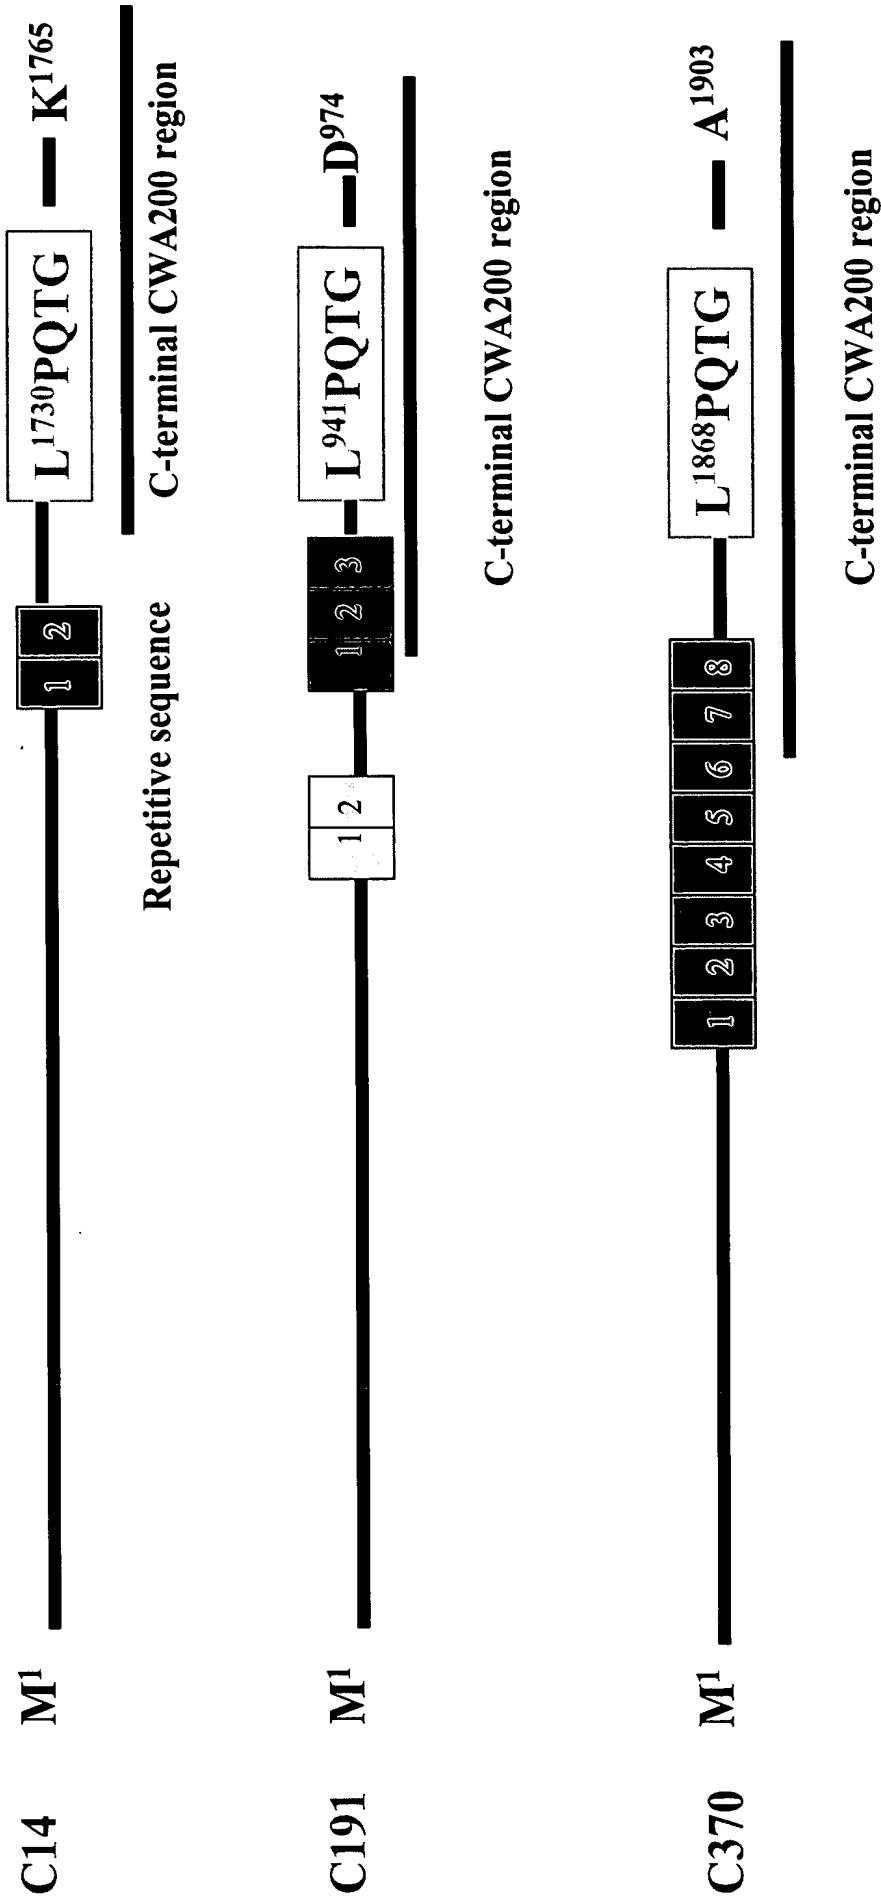 C14 M1 1 2 L1730PQTG K1765
Repetitive sequence C-terminal CWA200 region
C191 M1 1 2 1 2 3 L941PQTG D974
C-terminal CWA200 region
C370 M1 1 2 3 4 5 6 7 8 L1868PQTG A1903
C-terminal CWA200 region